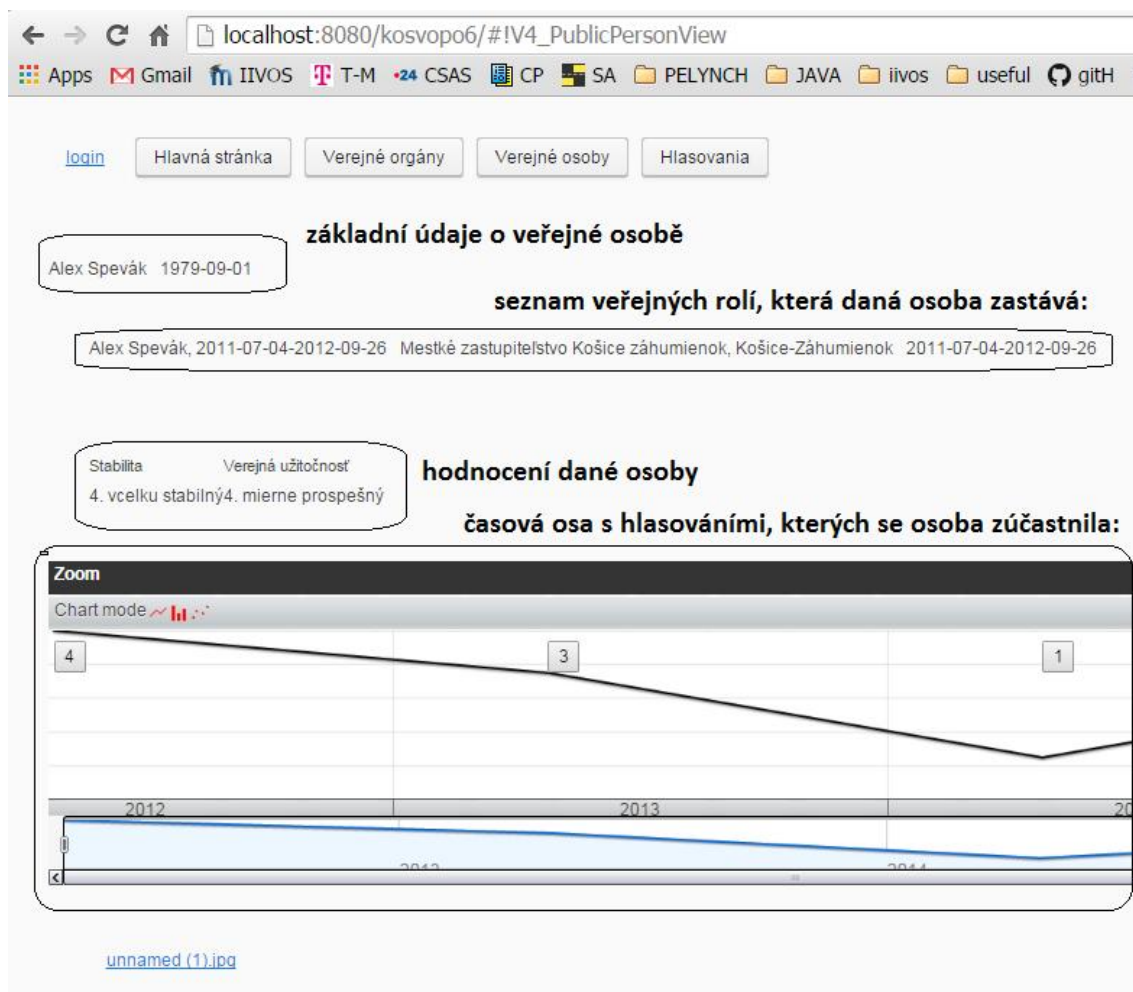 localhost:8080/kosvopo6/#!V4_PublicPersonView
Apps Gmail IIVOS T-M CSAS CP SA PELYNCH JAVA iivos useful gitH
login Hlavná stránka Verejné orgány Verejné osoby Hlasovania
základní údaje o veřejné osobě
Alex Spevák 1979-09-01
seznam veřejných rolí, která daná osoba zastává:
Alex Spevák, 2011-07-04-2012-09-26 Mestké zastupiteľstvo Košice záhumienok, Košice-Záhumienok 2011-07-04-2012-09-26
Stabilita Verejná užitočnosť
4. vcelku stabilný4. mierne prospešný
hodnocení dané osoby
časová osa s hlasováními, kterých se osoba zúčastnila:
Zoom
Chart mode
4 3 1
2012 2013 20
2013 2014
unnamed (1).jpg